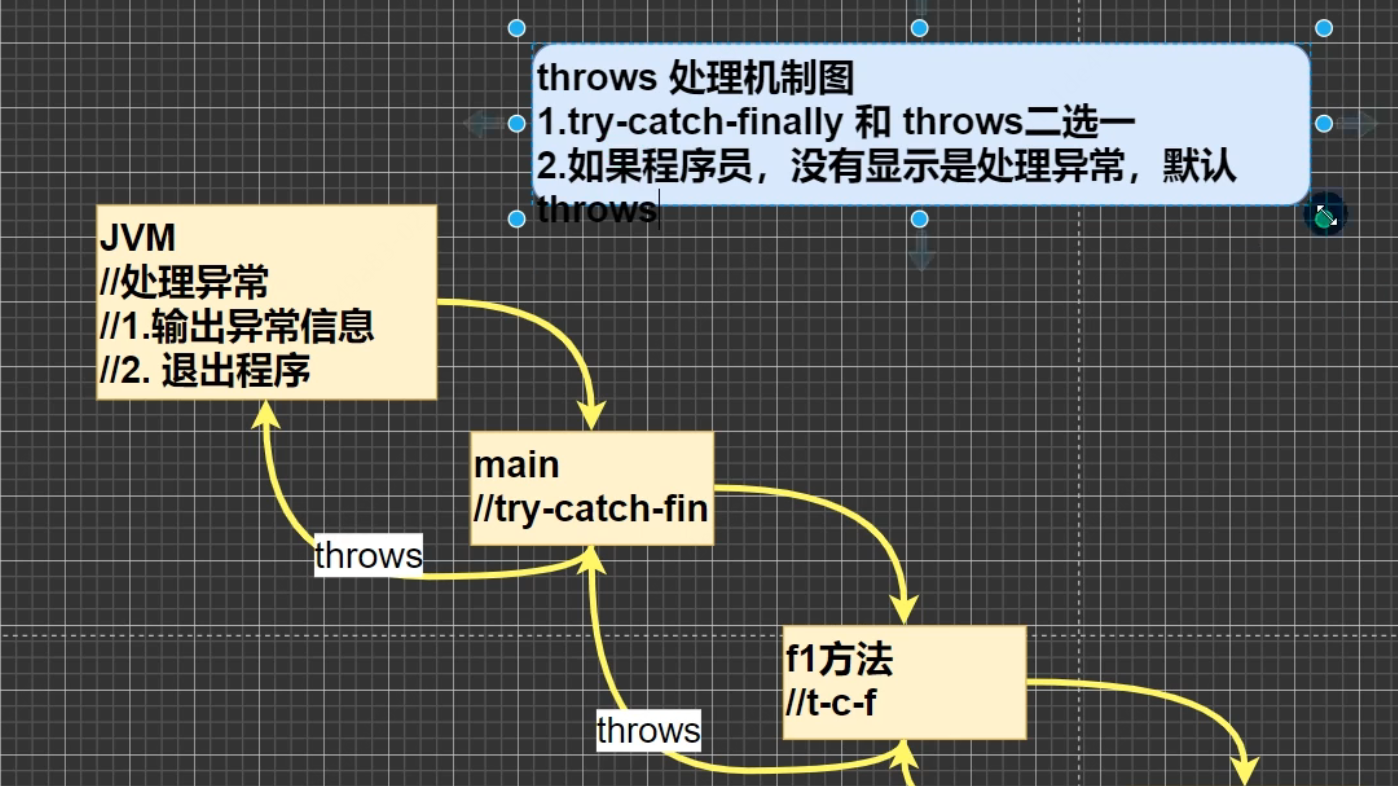 throws 处理机制图
1.try-catch-finally 和 throws二选一
2.如果程序员，没有显示是处理异常，默认
throws
JVM
//处理异常
//1.输出异常信息
//2. 退出程序
main
//try-catch-fin
throws
f1方法
//t-c-f
throws